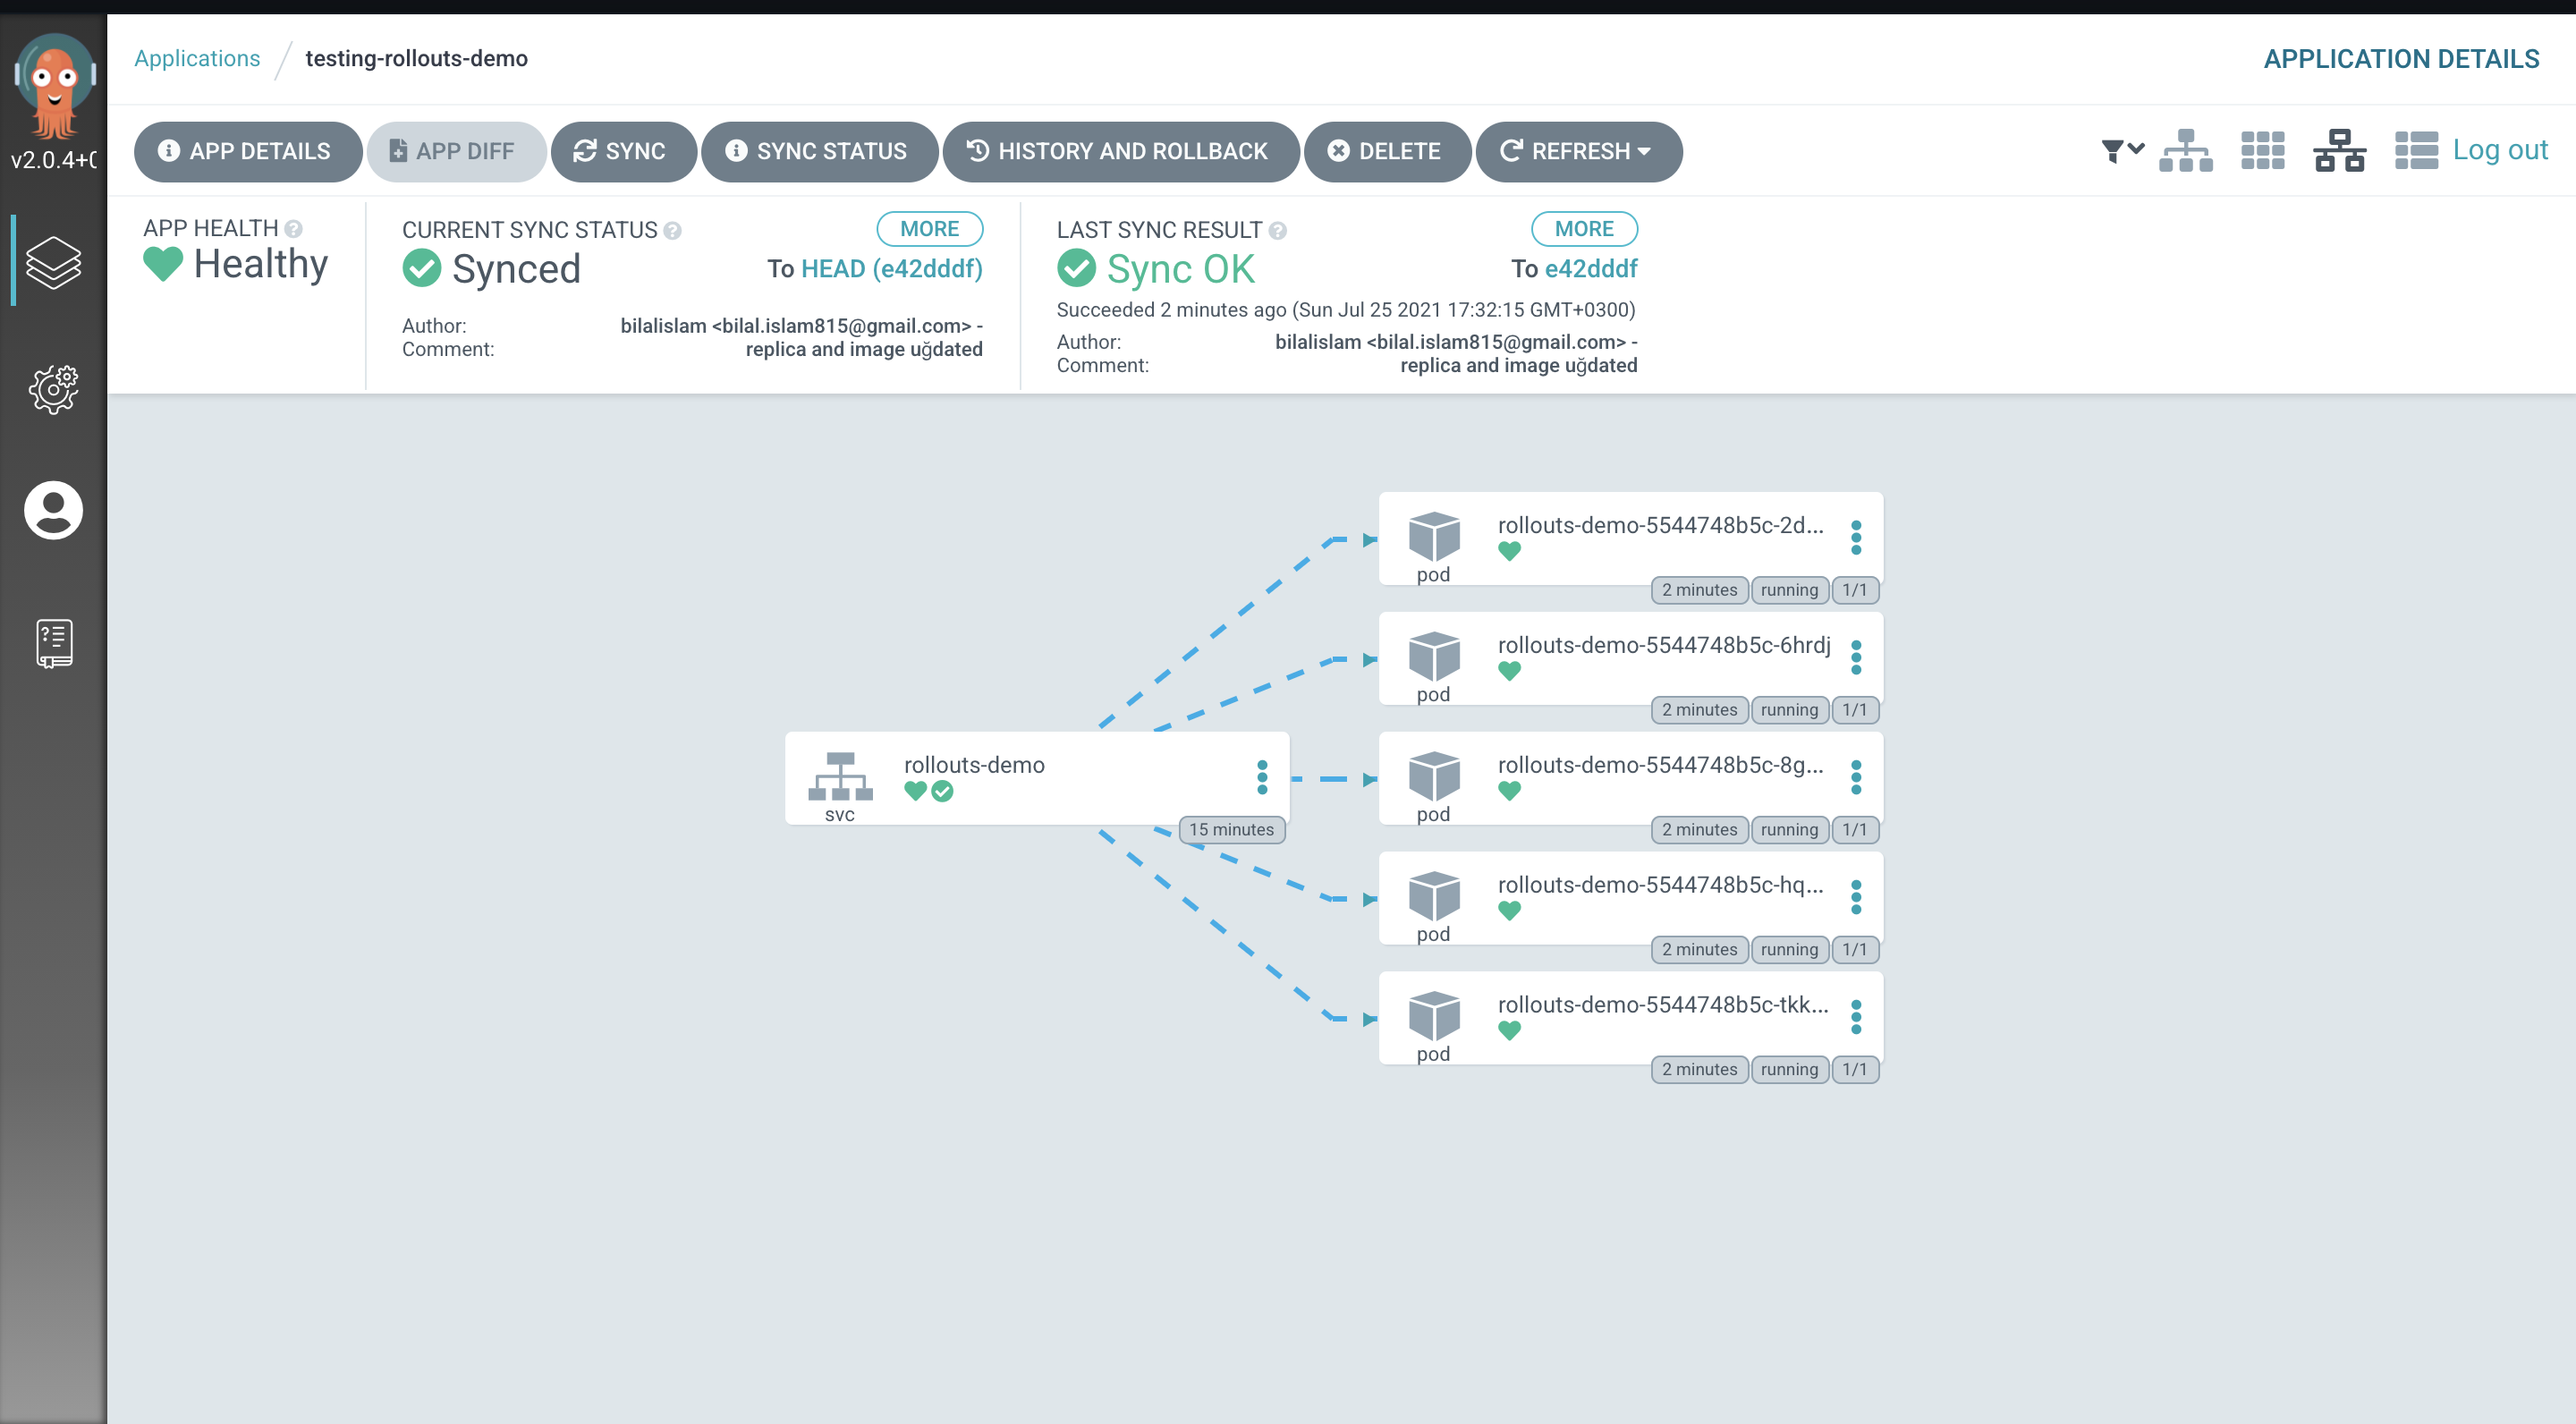 Applications / testing-rollouts-demo
APPLICATION DETAILS
v2.0.4+0
APP DETAILS
APP DIFF
SYNC
SYNC STATUS
HISTORY AND ROLLBACK
DELETE
REFRESH
Log out
APP HEALTH
Healthy
CURRENT SYNC STATUS
MORE
Synced
To HEAD (e42dddf)
Author: bilalislam <bilal.islam815@gmail.com> -
Comment: replica and image uğdated
LAST SYNC RESULT
MORE
Sync OK
To e42dddf
Succeeded 2 minutes ago (Sun Jul 25 2021 17:32:15 GMT+0300)
Author: bilalislam <bilal.islam815@gmail.com> -
Comment: replica and image uğdated
rollouts-demo
svc
15 minutes
rollouts-demo-5544748b5c-2d...
pod
2 minutes running 1/1
rollouts-demo-5544748b5c-6hrdj
pod
2 minutes running 1/1
rollouts-demo-5544748b5c-8g...
pod
2 minutes running 1/1
rollouts-demo-5544748b5c-hq...
pod
2 minutes running 1/1
rollouts-demo-5544748b5c-tkk...
pod
2 minutes running 1/1